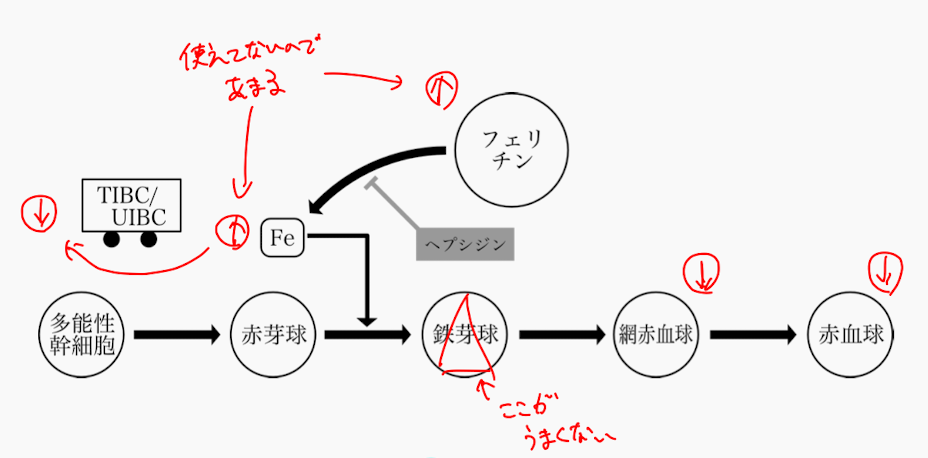 使えてないので
あまる
↑
フェリ
チン
TIBC/
UIBC
↓
↑
Fe
ヘプシジン
↓
↓
多能性
幹細胞
赤芽球
鉄芽球
網赤血球
赤血球
ここが
うまくない